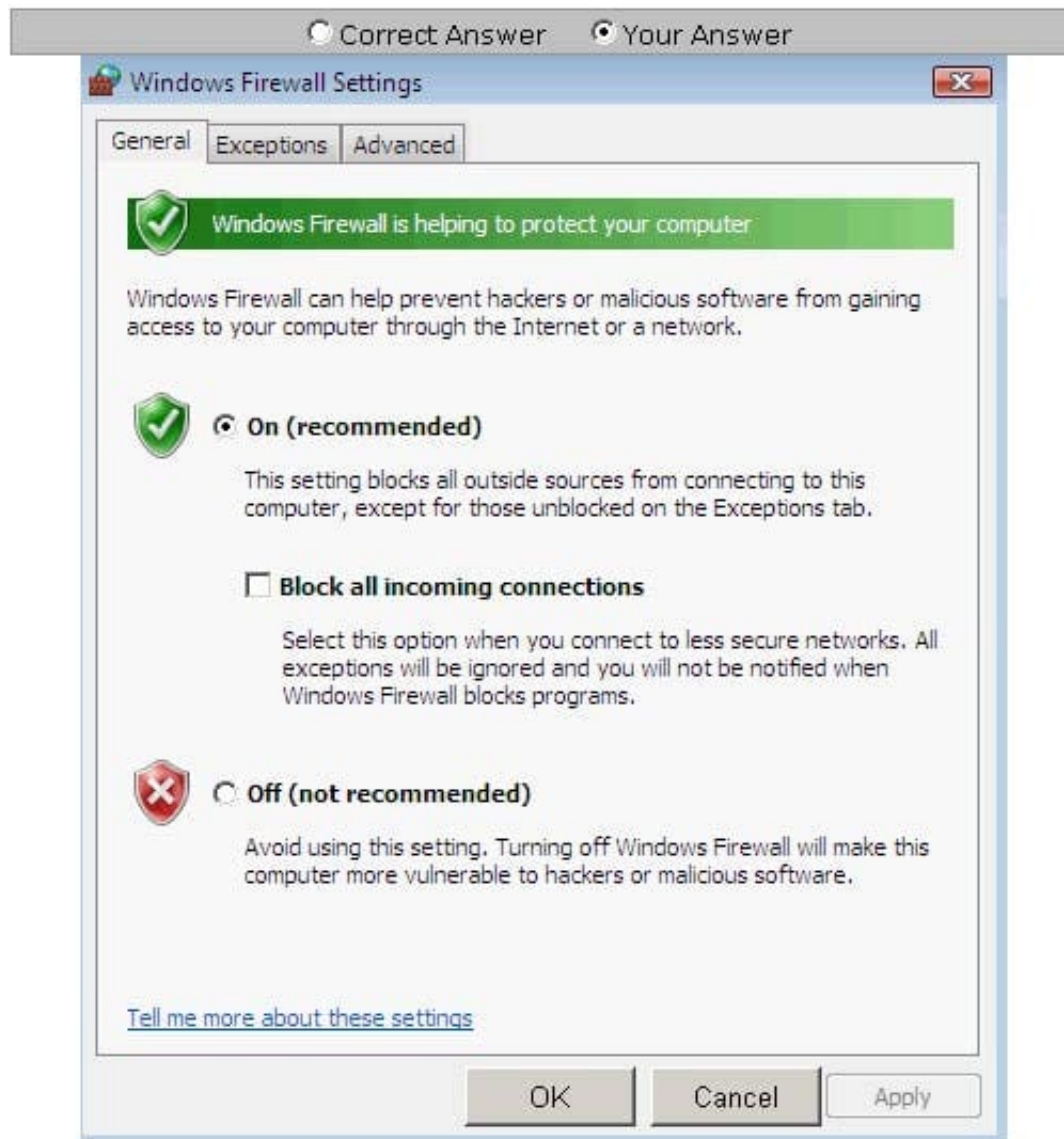 Correct Answer Your Answer
Windows Firewall Settings
General Exceptions Advanced
Windows Firewall is helping to protect your computer
Windows Firewall can help prevent hackers or malicious software from gaining
access to your computer through the Internet or a network.
On (recommended)
This setting blocks all outside sources from connecting to this
computer, except for those unblocked on the Exceptions tab.
Block all incoming connections
Select this option when you connect to less secure networks. All
exceptions will be ignored and you will not be notified when
Windows Firewall blocks programs.
Off (not recommended)
Avoid using this setting. Turning off Windows Firewall will make this
computer more vulnerable to hackers or malicious software.
Tell me more about these settings
OK Cancel Apply